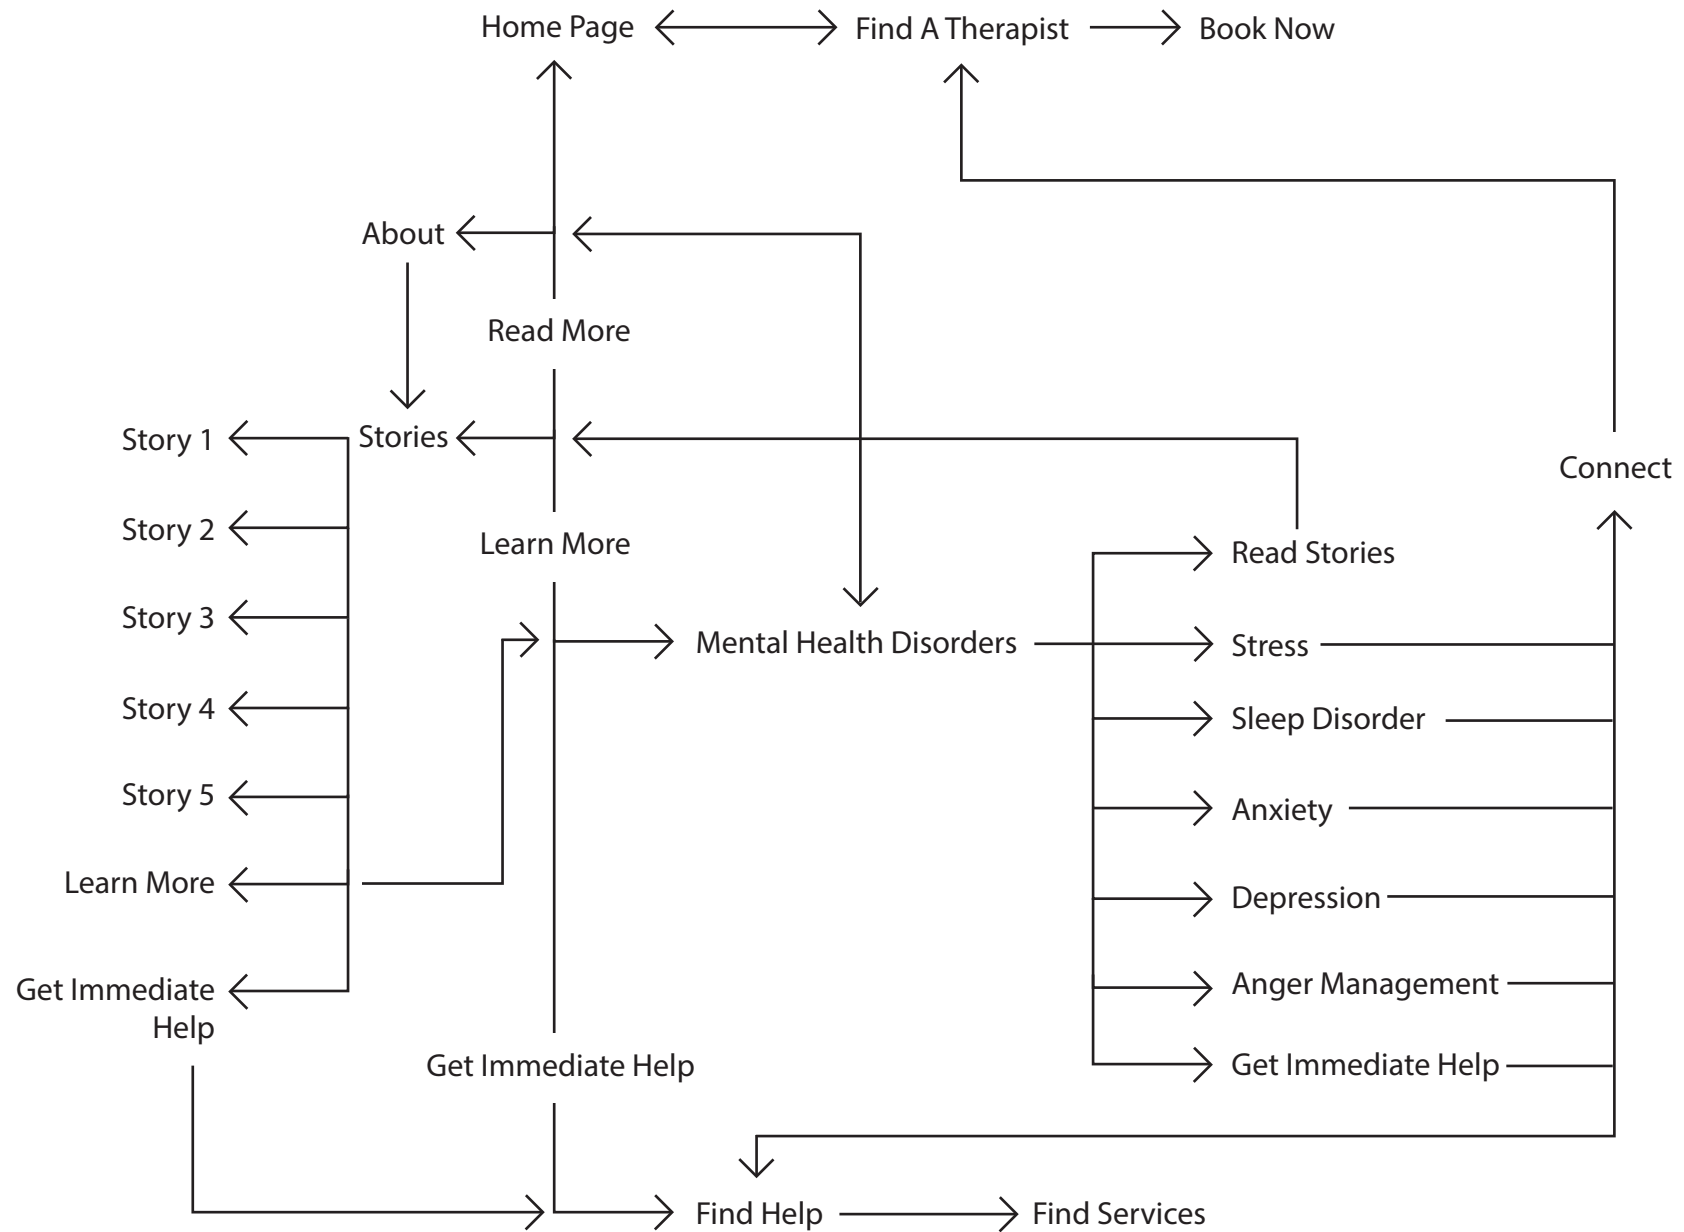 Home Page
Find A Therapist
Book Now
About
Read More
Stories
Story 1
Connect
Story 2
Learn More
Read Stories
Story 3
Mental Health Disorders
Stress
Story 4
Sleep Disorder
Story 5
Anxiety
Learn More
Depression
Get Immediate
Help
Anger Management
Get Immediate Help
Get Immediate Help
Find Help
Find Services